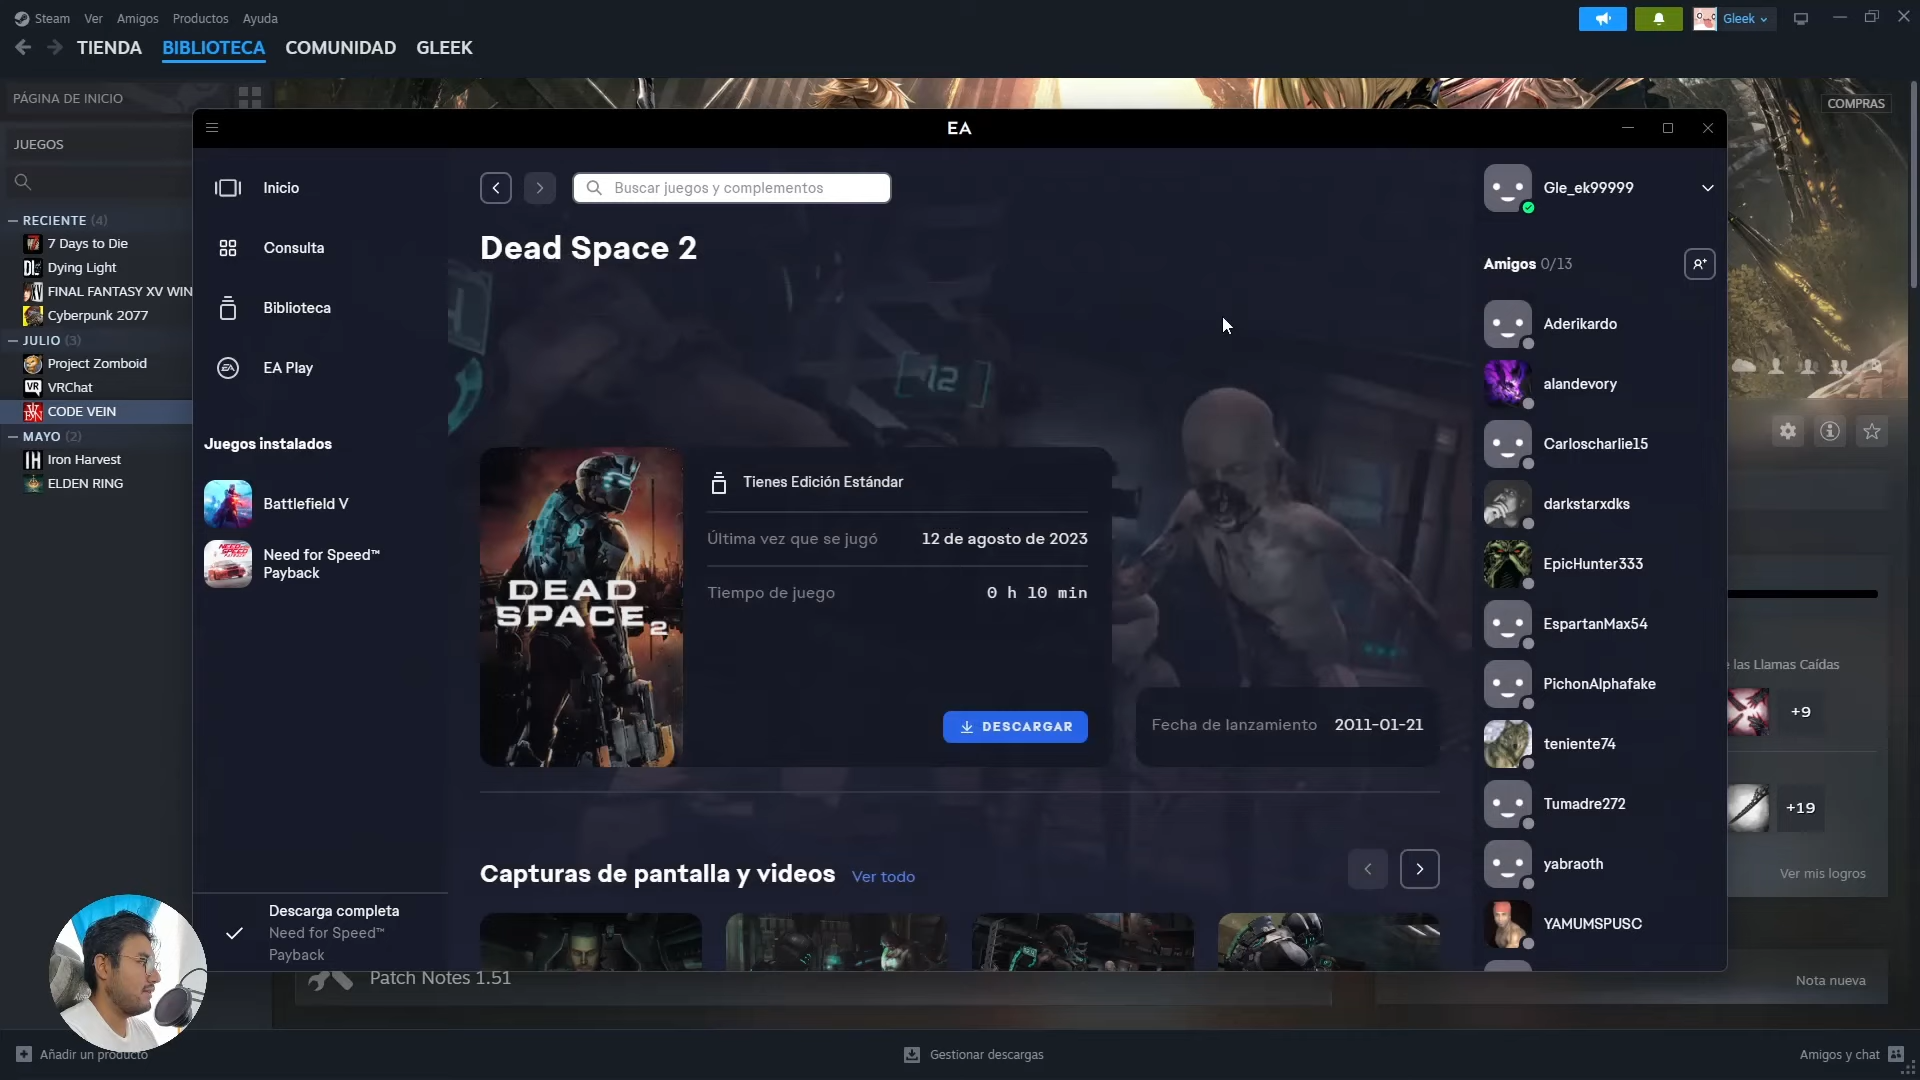 Steam Ver Amigos Productos Ayuda
Gleek
TIENDA BIBLIOTECA COMUNIDAD GLEEK
PÁGINA DE INICIO
COMPRAS
JUEGOS
RECIENTE (4)
7 Days to Die
Dying Light
FINAL FANTASY XV WIN
Cyberpunk 2077
JULIO (3)
Project Zomboid
VRChat
CODE VEIN
MAYO (2)
Iron Harvest
ELDEN RING
EA
Inicio
Consulta
Biblioteca
EA Play
Juegos instalados
Battlefield V
Need for Speed™
Payback
Descarga completa
Need for Speed™
Payback
Buscar juegos y complementos
Dead Space 2
DEAD
SPACE 2
Tienes Edición Estándar
Última vez que se jugó 12 de agosto de 2023
Tiempo de juego 0 h 10 min
DESCARGAR
Fecha de lanzamiento 2011-01-21
Capturas de pantalla y videos Ver todo
Gle_ek99999
Amigos 0/13
Aderikardo
alandevory
Carloscharlie15
darkstarxdks
EpicHunter333
EspartanMax54
PichonAlphafake
teniente74
Tumadre272
yabraoth
YAMUMSPUSC
las Llamas Caídas
+9
+19
Ver mis logros
Patch Notes 1.51
Nota nueva
Añadir un producto
Gestionar descargas
Amigos y chat